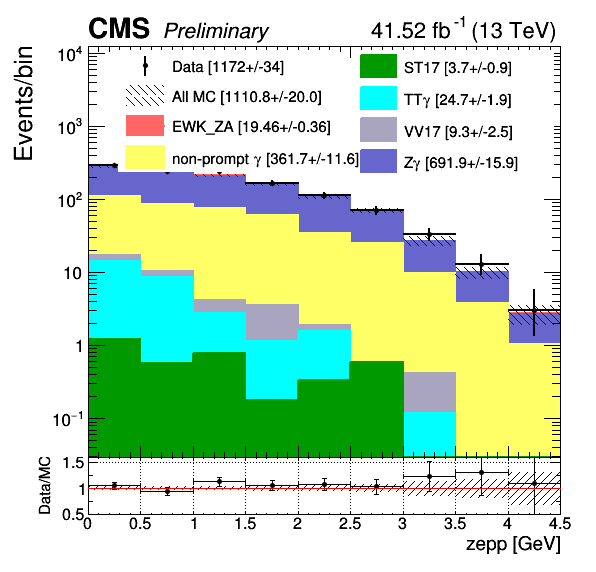 CMS Preliminary 41.52 fb⁻¹ (13 TeV)
Events/bin
10⁴
10³
10²
10
1
10⁻¹
Data [1172+/-34]
All MC [1110.8+/-20.0]
EWK_ZA [19.46+/-0.36]
non-prompt γ [361.7+/-11.6]
ST17 [3.7+/-0.9]
TTγ [24.7+/-1.9]
VV17 [9.3+/-2.5]
Zγ [691.9+/-15.9]
Data/MC
1.5
1
0.5
0 0.5 1 1.5 2 2.5 3 3.5 4 4.5
zepp [GeV]